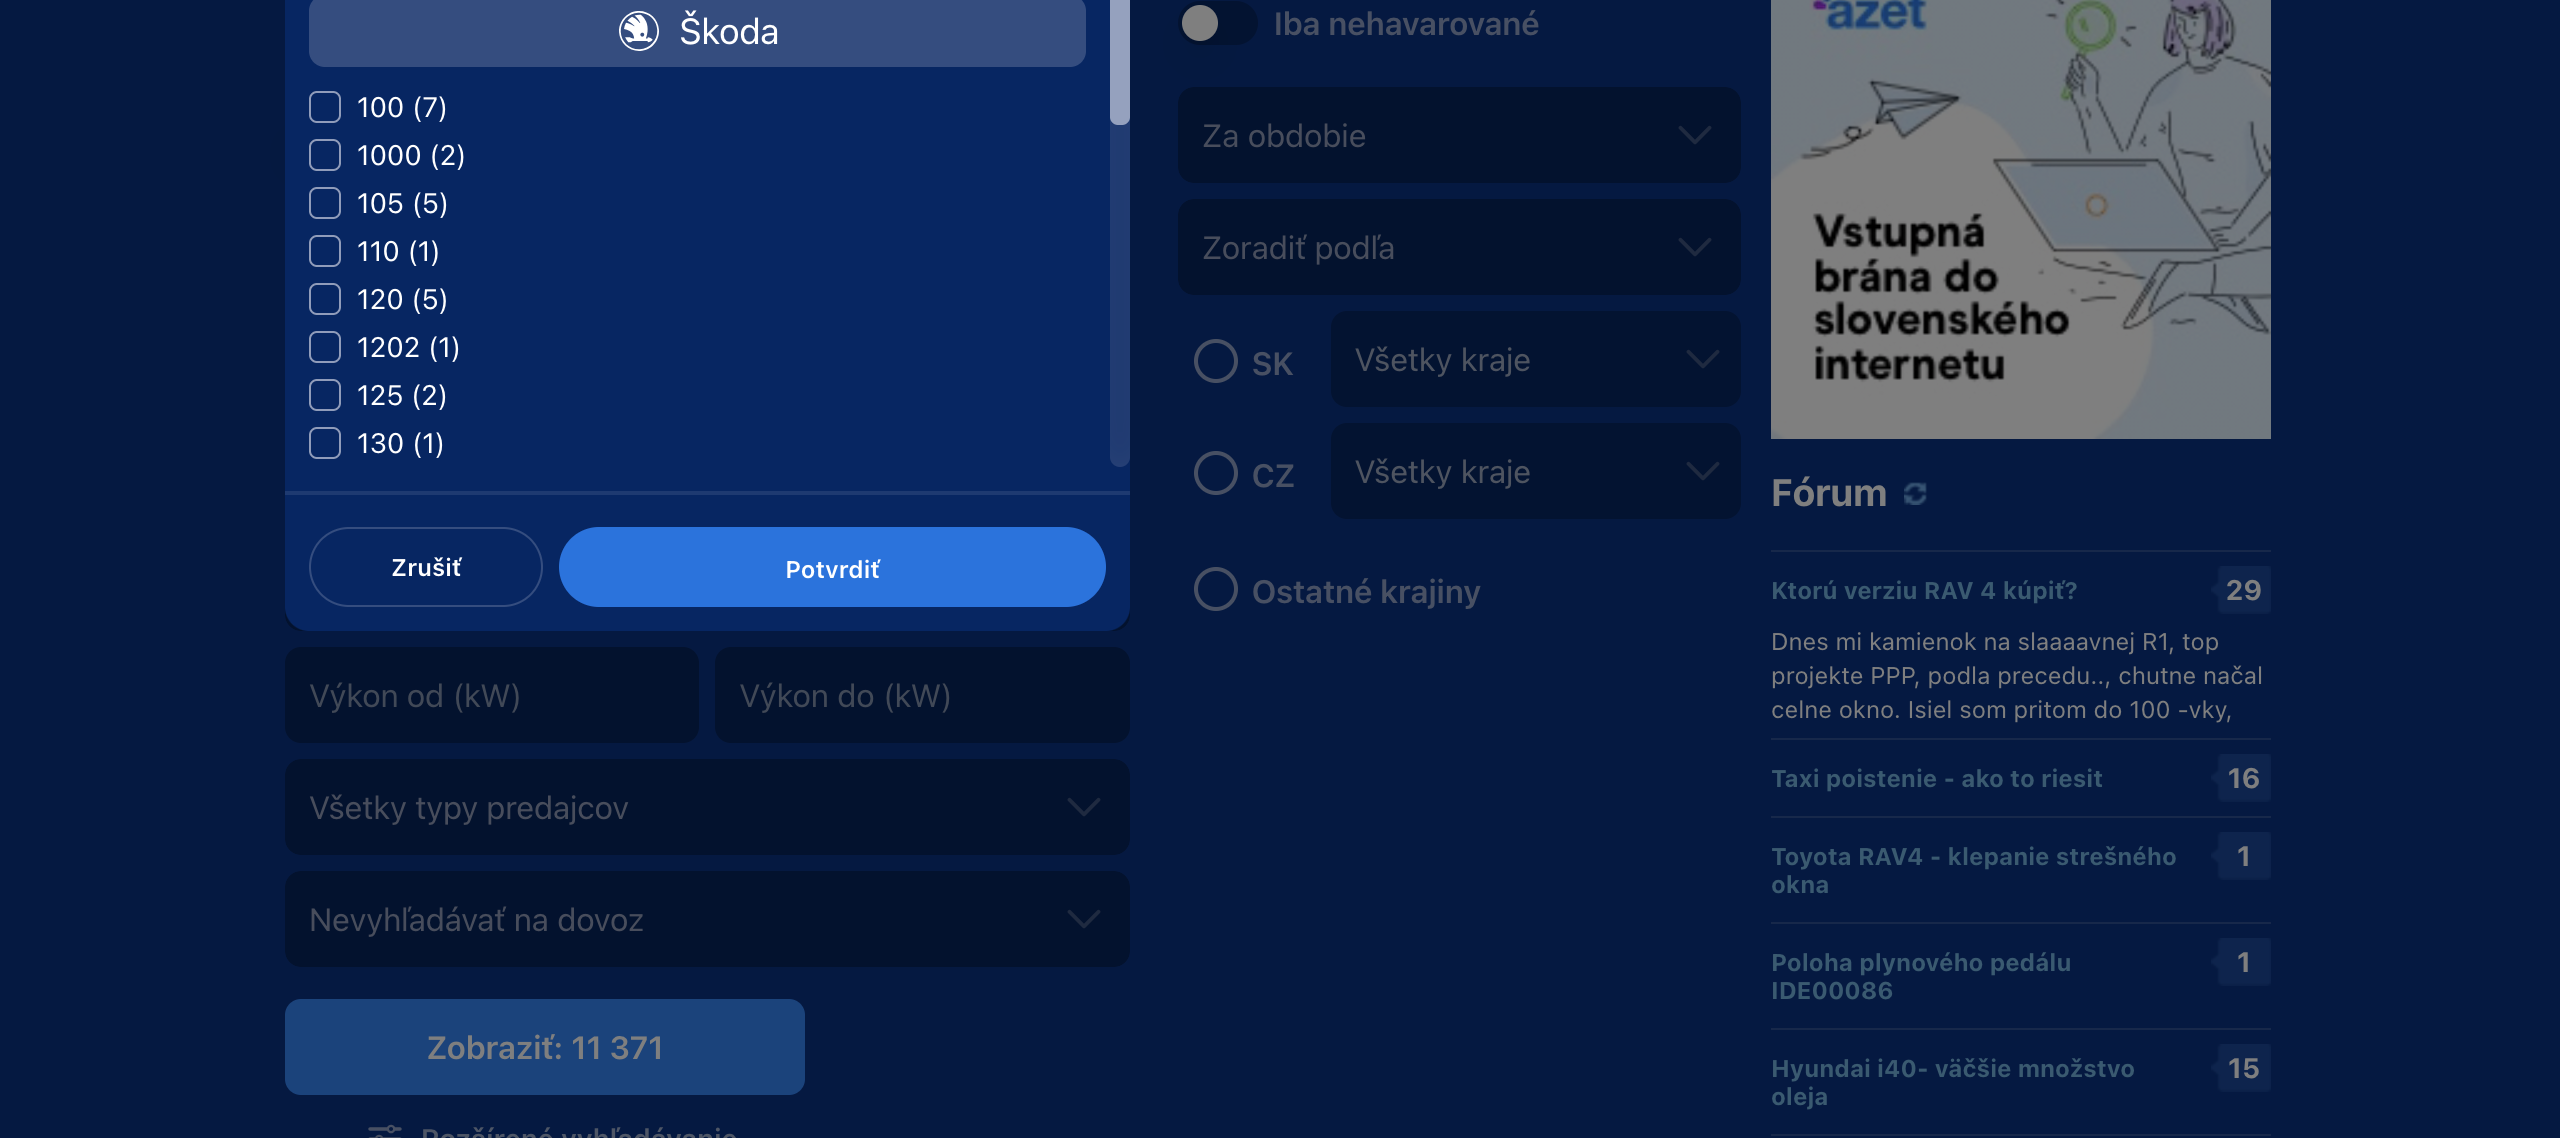 Škoda
100 (7)
1000 (2)
105 (5)
110 (1)
120 (5)
1202 (1)
125 (2)
130 (1)
Zrušiť
Potvrdiť
Výkon od (kW)
Výkon do (kW)
Všetky typy predajcov
Nevyhľadávať na dovoz
Zobraziť: 11 371
Rozšírené vyhľadávanie
Iba nehavarované
Za obdobie
Zoradiť podľa
SK
Všetky kraje
CZ
Všetky kraje
Ostatné krajiny
azet
Vstupná
brána do
slovenského
internetu
Fórum
Ktorú verziu RAV 4 kúpiť?
29
Dnes mi kamienok na slaaaavnej R1, top
projekte PPP, podla precedu.., chutne načal
celne okno. Isiel som pritom do 100 -vky,
Taxi poistenie - ako to riesit
16
Toyota RAV4 - klepanie strešného
okna
1
Poloha plynového pedálu
IDE00086
1
Hyundai i40- väčšie množstvo
oleja
15